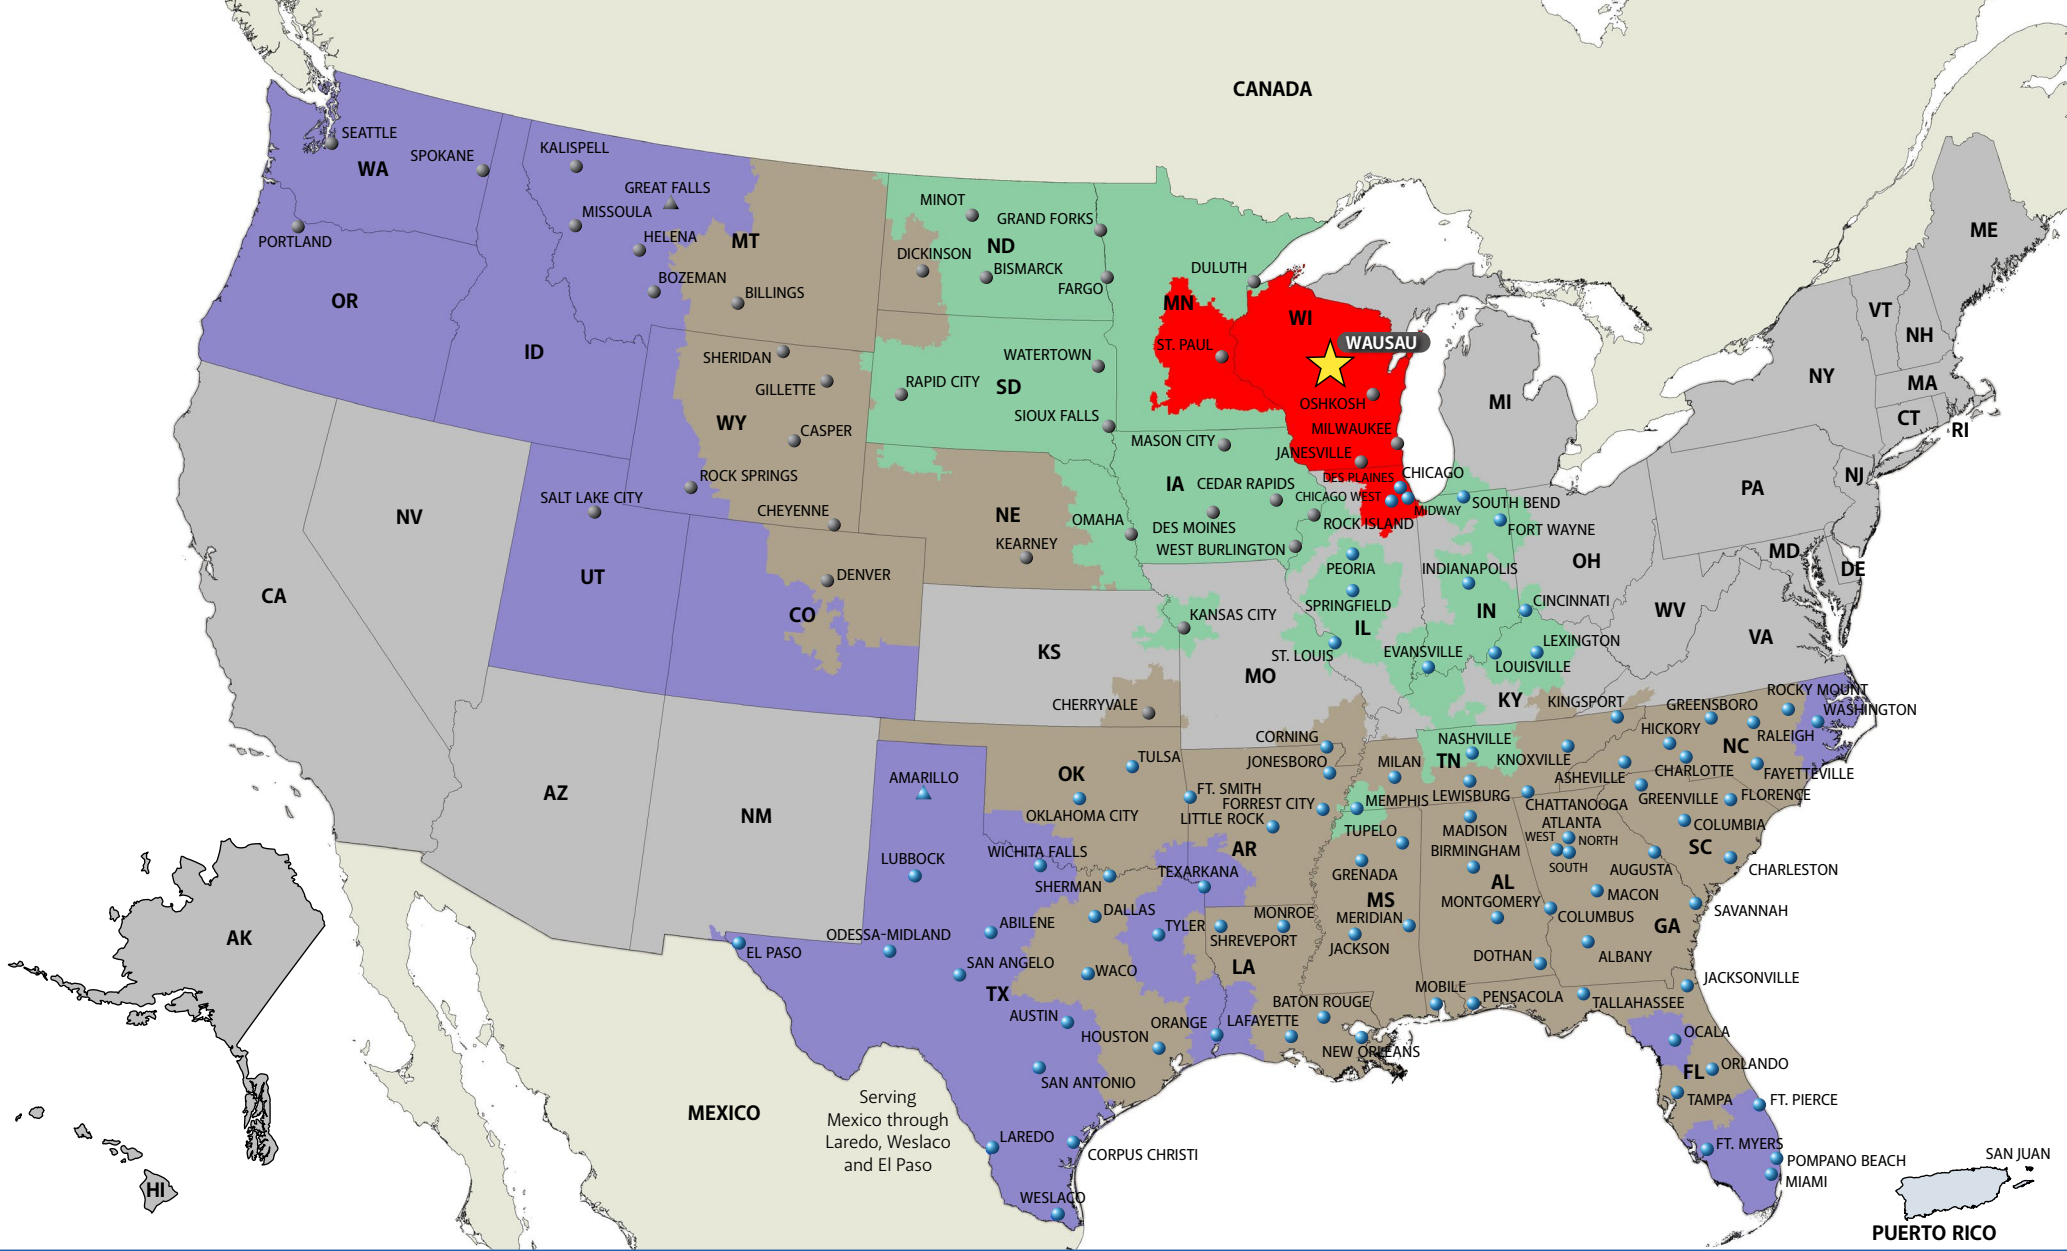 CANADA
SEATTLE
SPOKANE
WA
KALISPELL
GREAT FALLS
MISSOULA
HELENA
MT
PORTLAND
BOZEMAN
BILLINGS
OR
ID
MINOT
GRAND FORKS
ND
DICKINSON
BISMARCK
FARGO
DULUTH
MN
WI
ST. PAUL
WAUSAU
OSHKOSH
MILWAUKEE
JANESVILLE
SHERIDAN
GILLETTE
WY
CASPER
ROCK SPRINGS
CHEYENNE
WATERTOWN
RAPID CITY
SD
SIOUX FALLS
MASON CITY
IA
CEDAR RAPIDS
DES MOINES
WEST BURLINGTON
OMAHA
NE
KEARNEY
DES PLAINES
CHICAGO
CHICAGO WEST
MIDWAY
ROCK ISLAND
SOUTH BEND
FORT WAYNE
MI
ME
VT
NH
NY
MA
CT
RI
PA
NJ
MD
DE
OH
WV
VA
SALT LAKE CITY
NV
UT
CA
DENVER
CO
PEORIA
SPRINGFIELD
IL
INDIANAPOLIS
IN
CINCINNATI
LEXINGTON
LOUISVILLE
EVANSVILLE
ST. LOUIS
KANSAS CITY
KS
MO
KY
CHERRYVALE
KINGSPORT
GREENSBORO
ROCKY MOUNT
WASHINGTON
HICKORY
NC
RALEIGH
CHARLOTTE
FAYETTEVILLE
ASHEVILLE
KNOXVILLE
NASHVILLE
TN
MILAN
CORNING
JONESBORO
TULSA
OK
OKLAHOMA CITY
FT. SMITH
FORREST CITY
LITTLE ROCK
AR
MEMPHIS
LEWISBURG
CHATTANOOGA
GREENVILLE
FLORENCE
COLUMBIA
SC
CHARLESTON
ATLANTA
WEST
NORTH
SOUTH
AUGUSTA
MACON
SAVANNAH
COLUMBUS
GA
ALBANY
TUPELO
MADISON
BIRMINGHAM
GRENADA
AL
MS
MONTGOMERY
MERIDIAN
JACKSON
DOTHAN
AZ
NM
AMARILLO
LUBBOCK
WICHITA FALLS
SHERMAN
TEXARKANA
DALLAS
ABILENE
TYLER
MONROE
SHREVEPORT
LA
ODESSA-MIDLAND
EL PASO
SAN ANGELO
WACO
TX
AUSTIN
HOUSTON
ORANGE
LAFAYETTE
BATON ROUGE
NEW ORLEANS
MOBILE
PENSACOLA
TALLAHASSEE
JACKSONVILLE
OCALA
FL
ORLANDO
TAMPA
FT. PIERCE
FT. MYERS
POMPANO BEACH
MIAMI
SAN ANTONIO
LAREDO
CORPUS CHRISTI
WESLACO
MEXICO
Serving
Mexico through
Laredo, Weslaco
and El Paso
AK
HI
SAN JUAN
PUERTO RICO